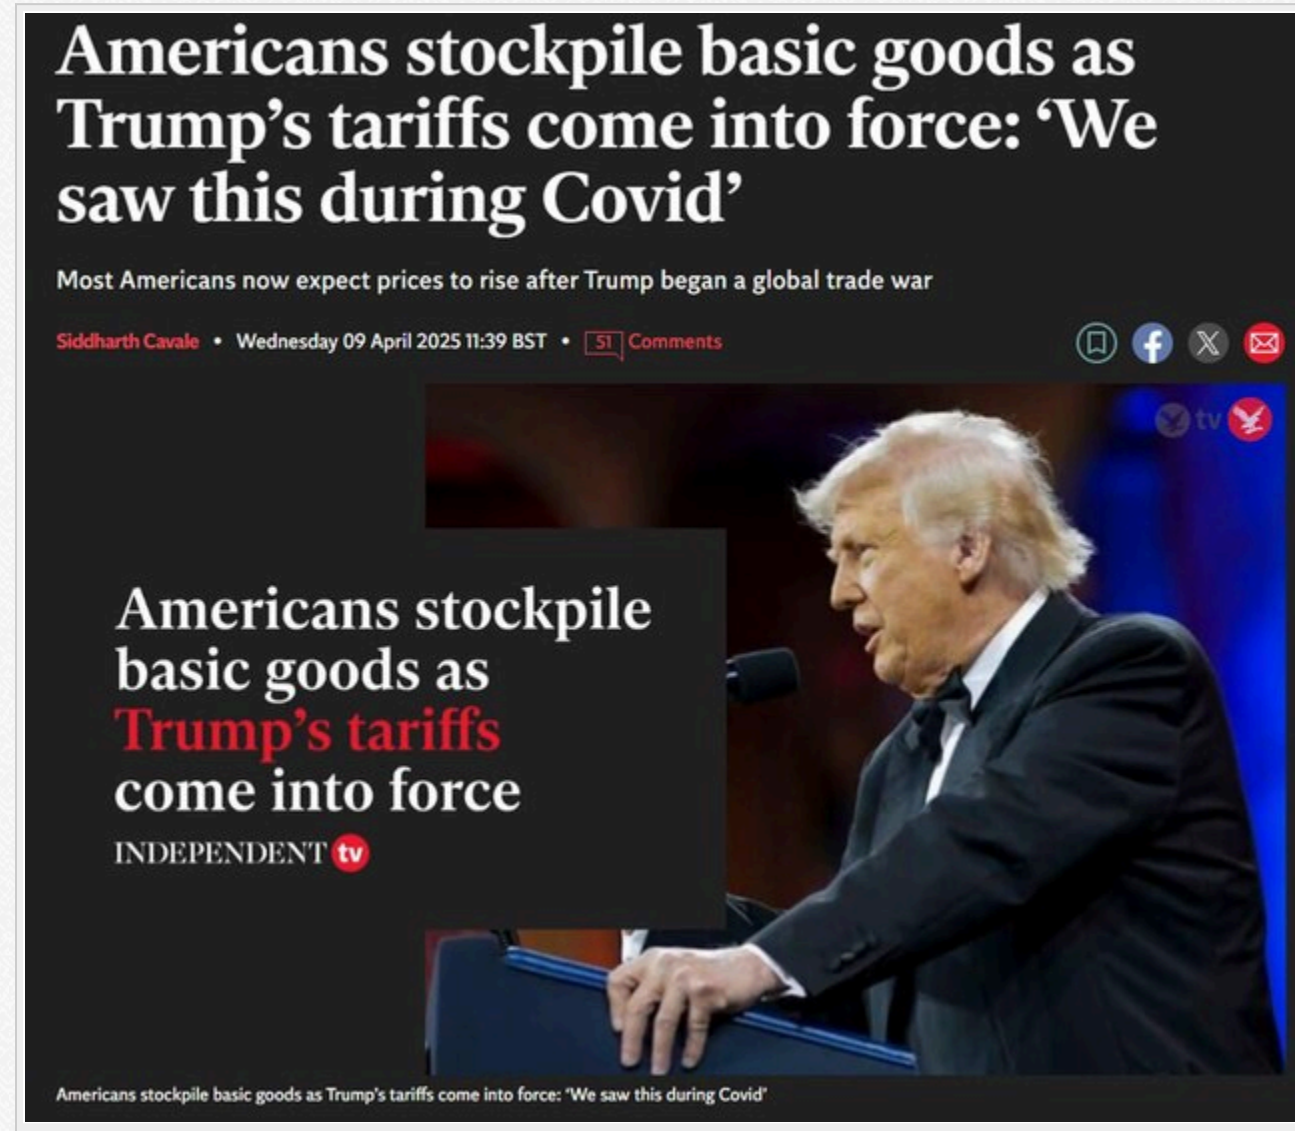 Americans stockpile basic goods as
Trump’s tariffs come into force: ‘We
saw this during Covid’
Most Americans now expect prices to rise after Trump began a global trade war
Siddharth Cavale • Wednesday 09 April 2025 11:39 BST • 51 Comments
tv
Americans stockpile
basic goods as
Trump’s tariffs
come into force
INDEPENDENT tv
Americans stockpile basic goods as Trump’s tariffs come into force: ‘We saw this during Covid’